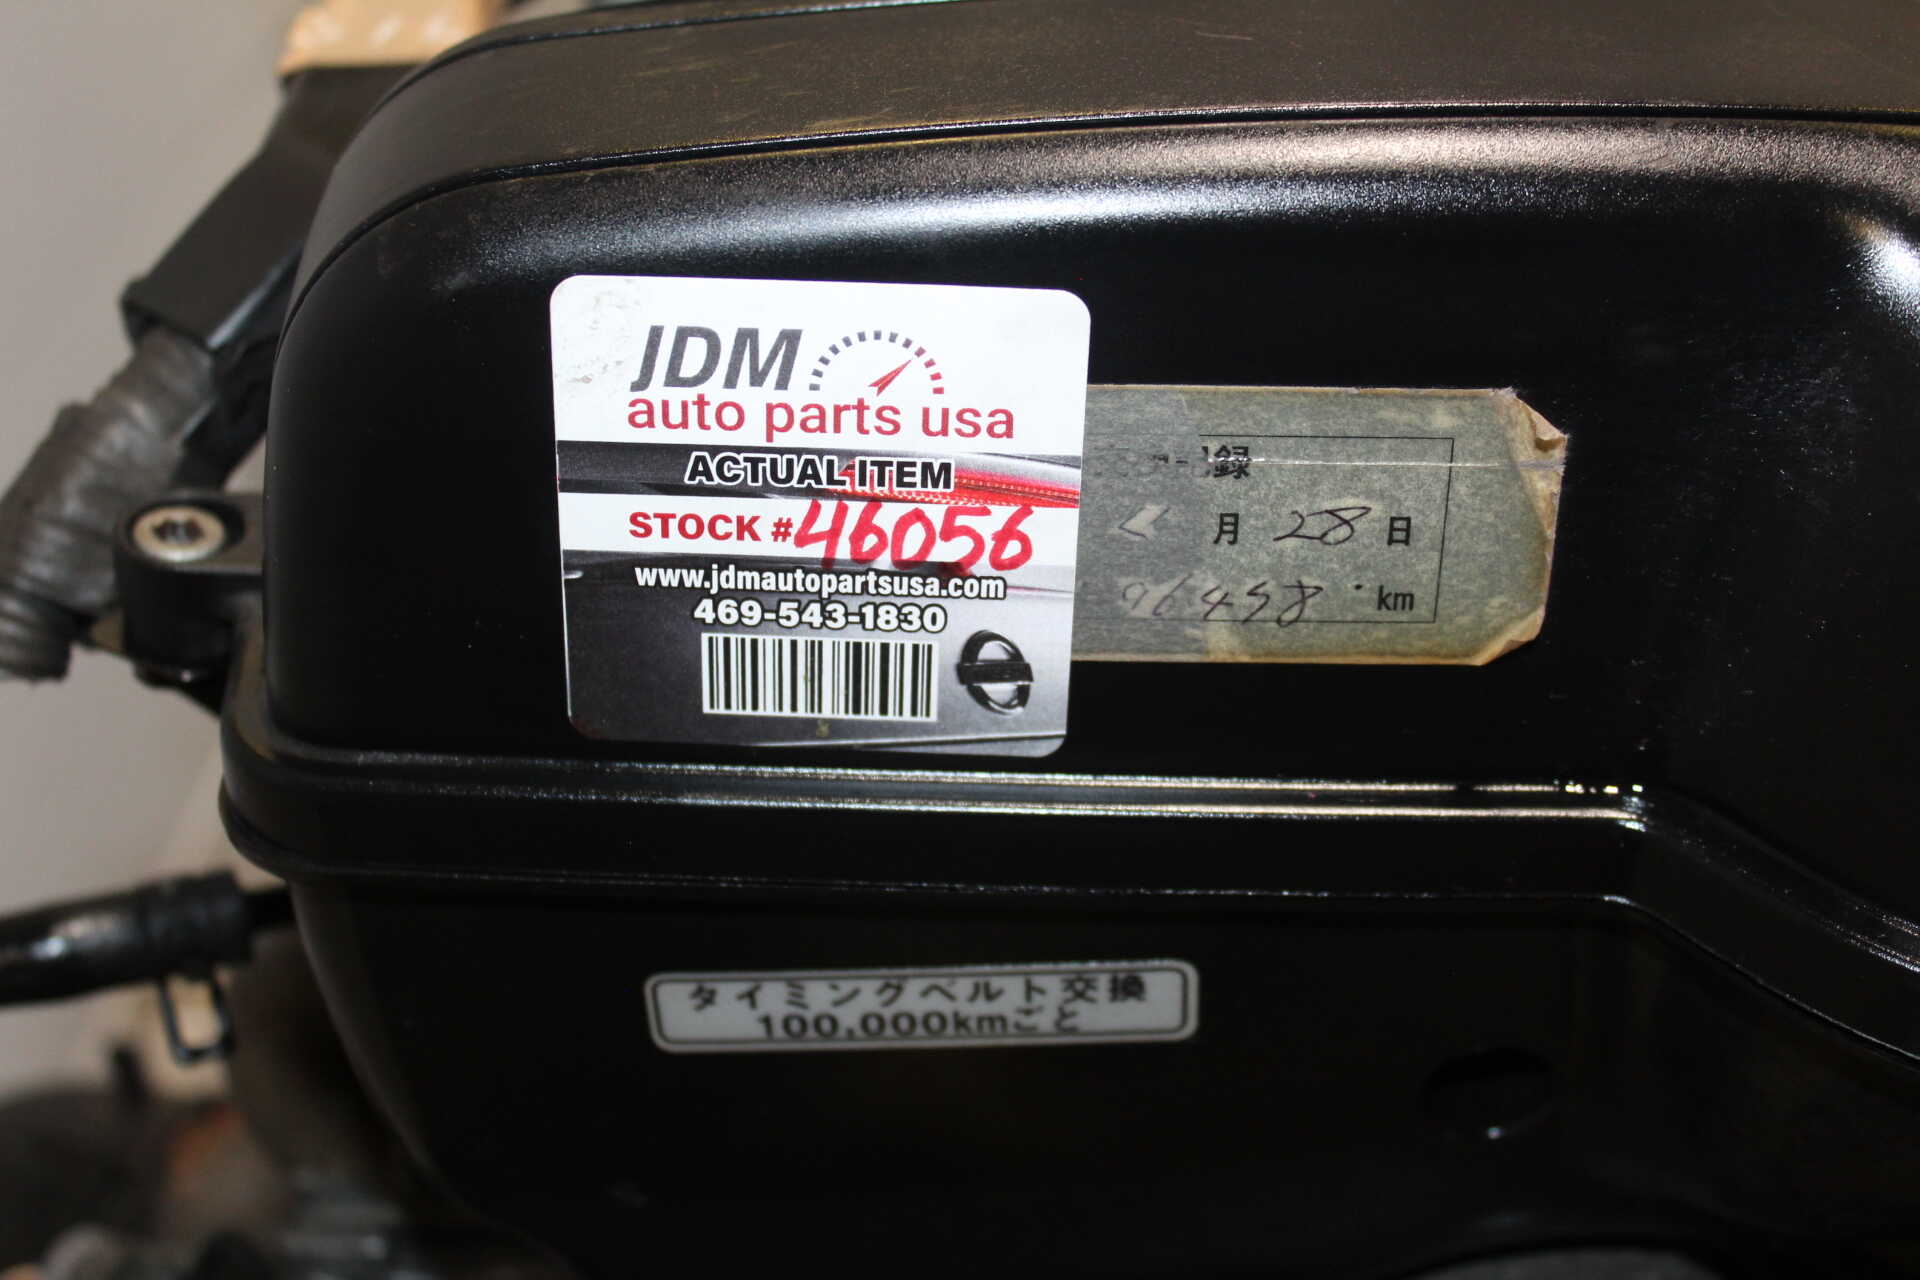 JDM
auto parts usa
ACTUAL ITEM
STOCK #46056
www.jdmautopartsusa.com
469-543-1830
録
月 28 日
96458 km
タイミングベルト交換
100,000kmごと